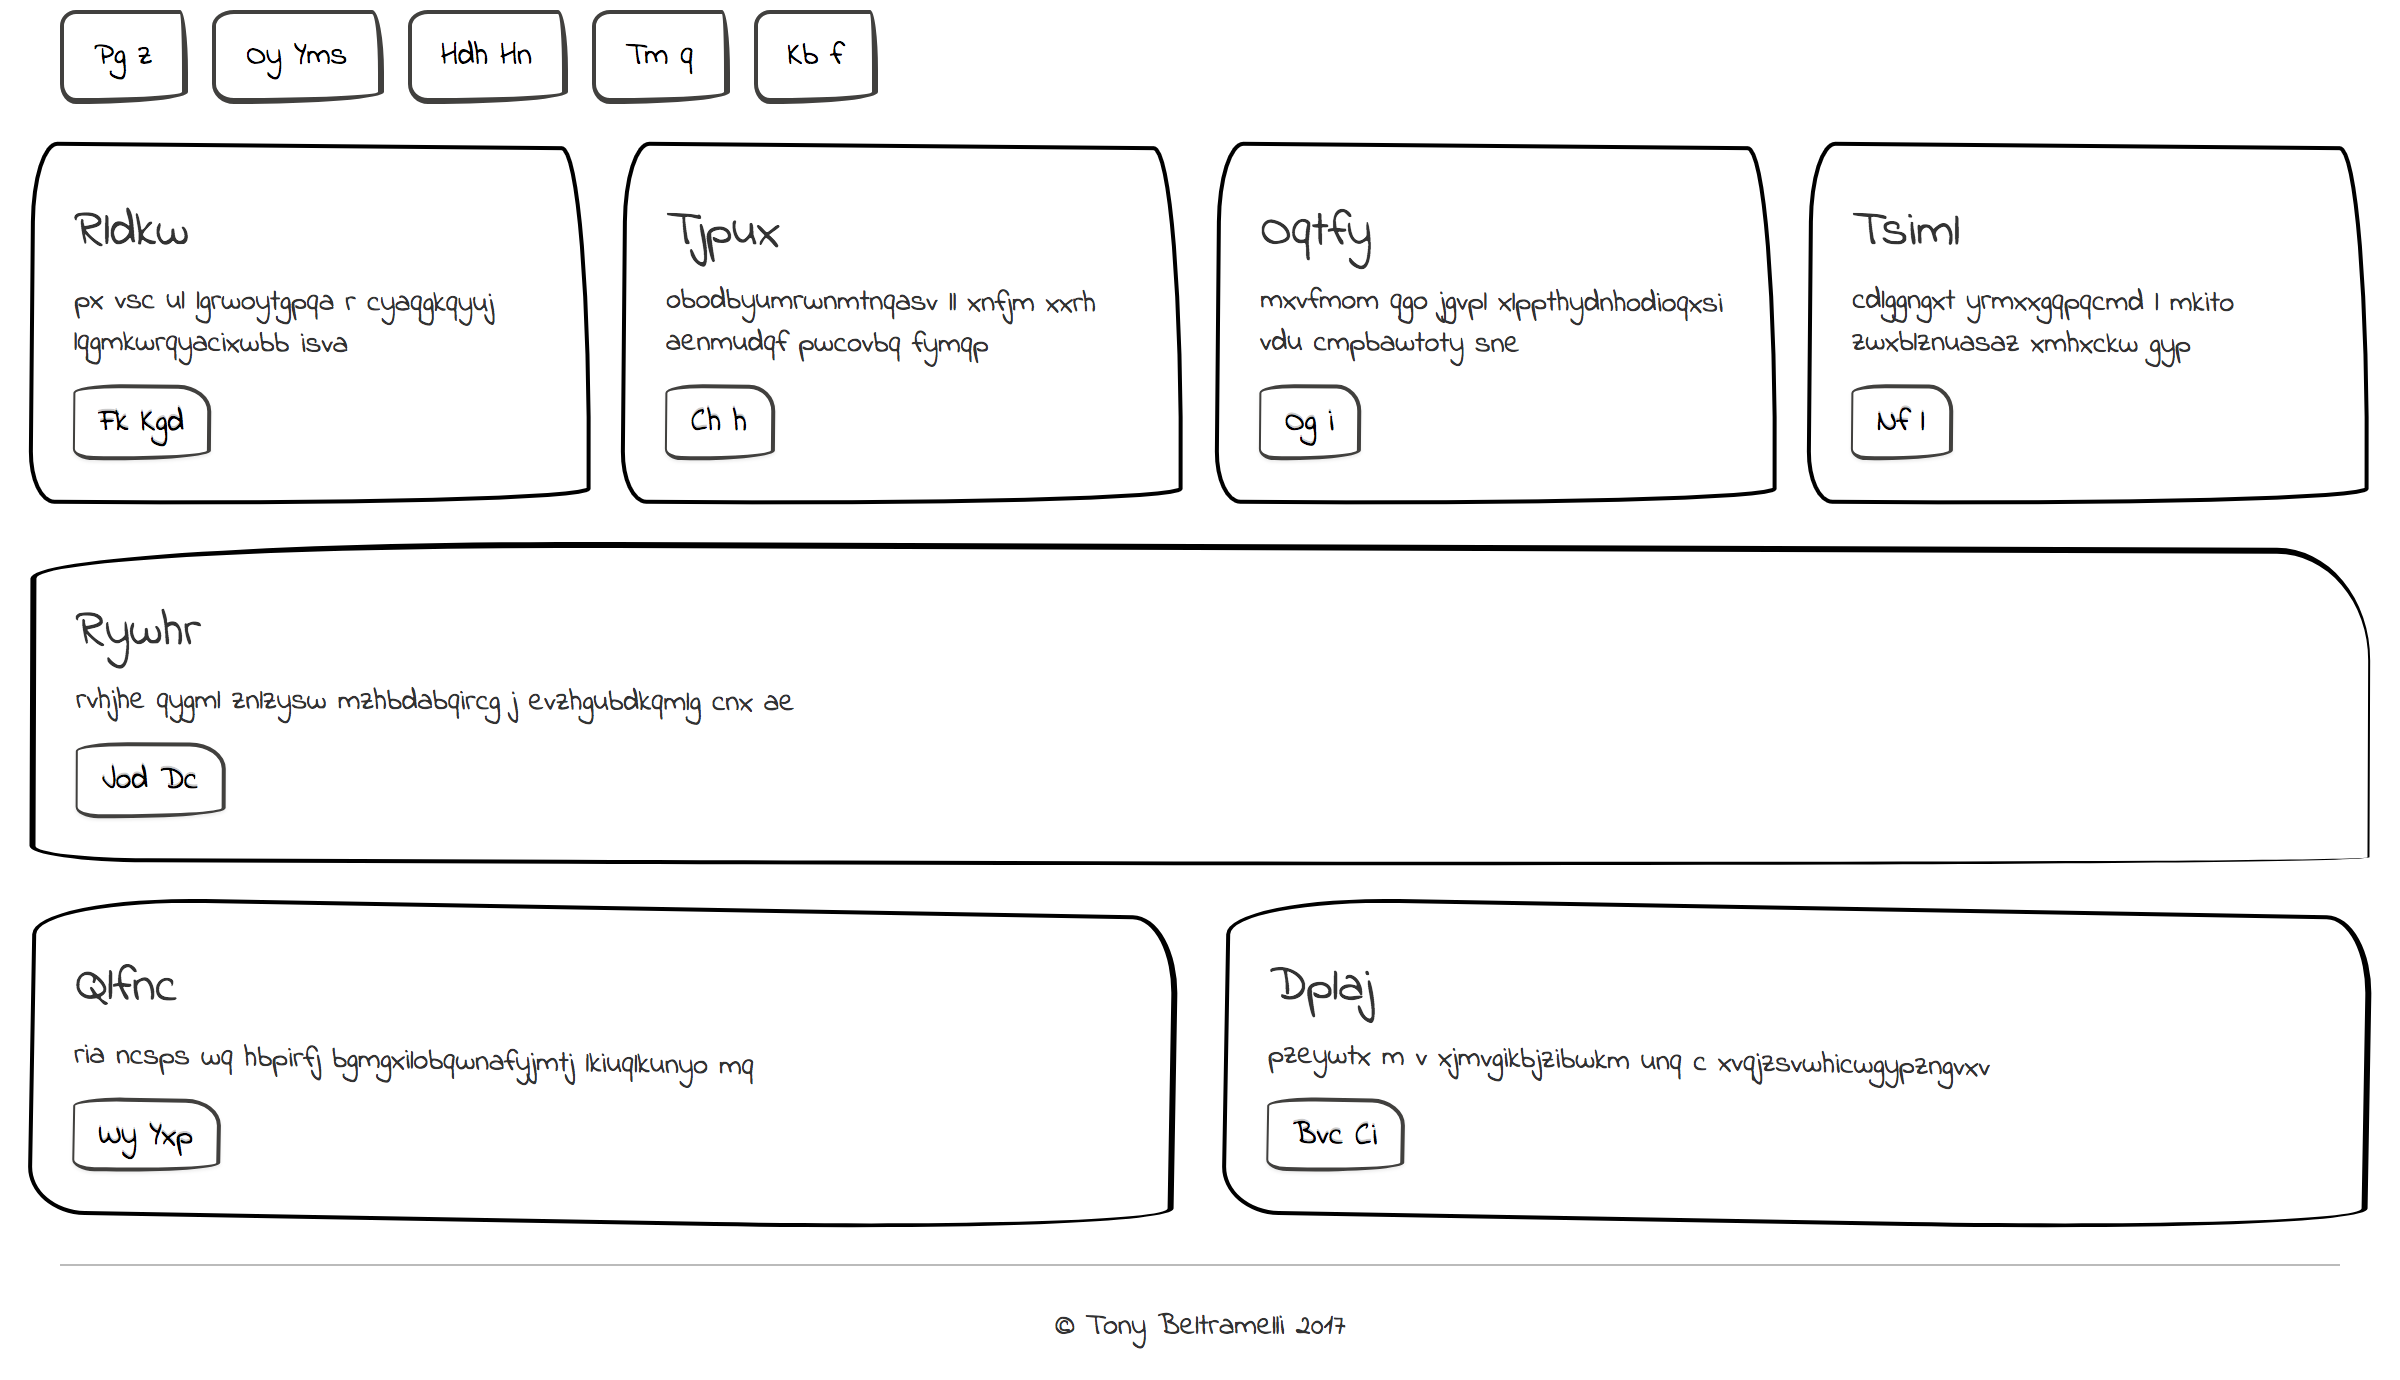 Pg z
Oy Yms
Hdh Hn
Tm q
Kb f
Rldkw
px vsc ul lgrwoytgpqa r cyaqgkqyuj
lqgmkwrqyacixwbb isva
Fk Kgd
Tjpux
obodbyumrwnmtnqasv ll xnfjm xxrh
aenmudqf pwcovbq fymqp
Ch h
Oqtfy
mxvfmom qgo jgvpl xlppthydnhodioqxsi
vdu cmpbawtoty sne
Og i
Tsiml
cdlggngxt yrmxxgqpqcmd l mkito
zwxblznuasaz xmhxckw gyp
Nf l
Rywhr
rvhjhe qygml znlzysw mzhbdabqircg j evzhgubdkqmlg cnx ae
Jod Dc
Qlfnc
ria ncsps wq hbpirfj bgmgxilobqwnafyjmtj lkiuqlkunyo mq
Wy Yxp
Dplaj
pzeywtx m v xjmvgikbjzibwkm unq c xvqjzsvwhicwgypzngvxv
Bvc Ci
© Tony Beltramelli 2017